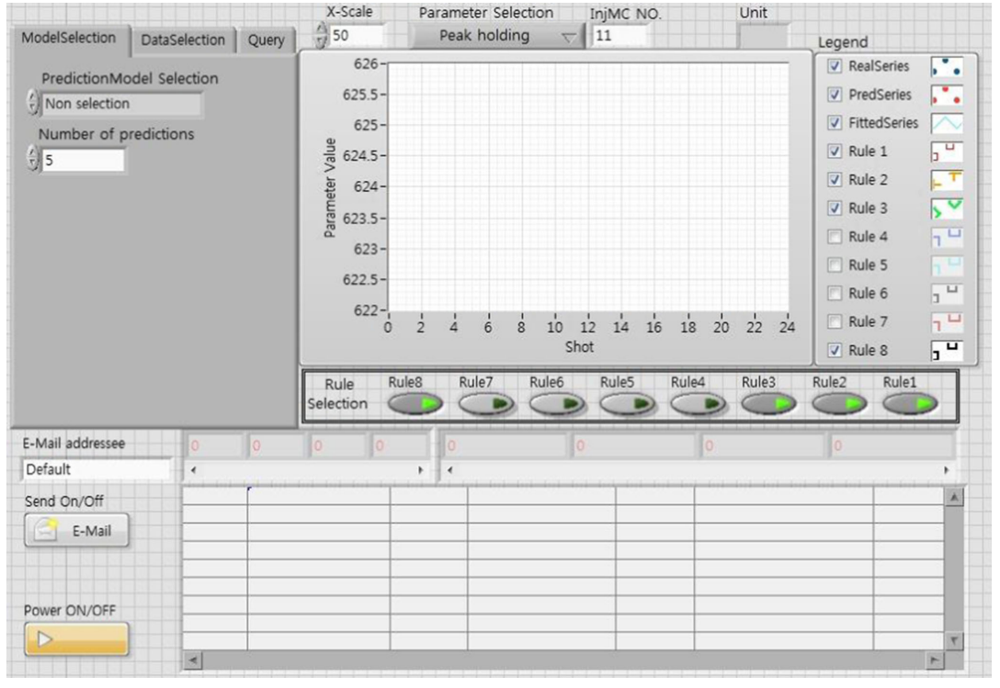 ModelSelection
DataSelection
Query
PredictionModel Selection
Non selection
Number of predictions
5
X-Scale
50
Parameter Selection
Peak holding
InjMC NO.
11
Unit
Parameter Value
626
625.5
625
624.5
624
623.5
623
622.5
622
0 2 4 6 8 10 12 14 16 18 20 22 24
Shot
Legend
RealSeries
PredSeries
FittedSeries
Rule 1
Rule 2
Rule 3
Rule 4
Rule 5
Rule 6
Rule 7
Rule 8
Rule
Selection
Rule8 Rule7 Rule6 Rule5 Rule4 Rule3 Rule2 Rule1
E-Mail addressee
Default
0 0 0 0 0 0 0 0
Send On/Off
E-Mail
Power ON/OFF